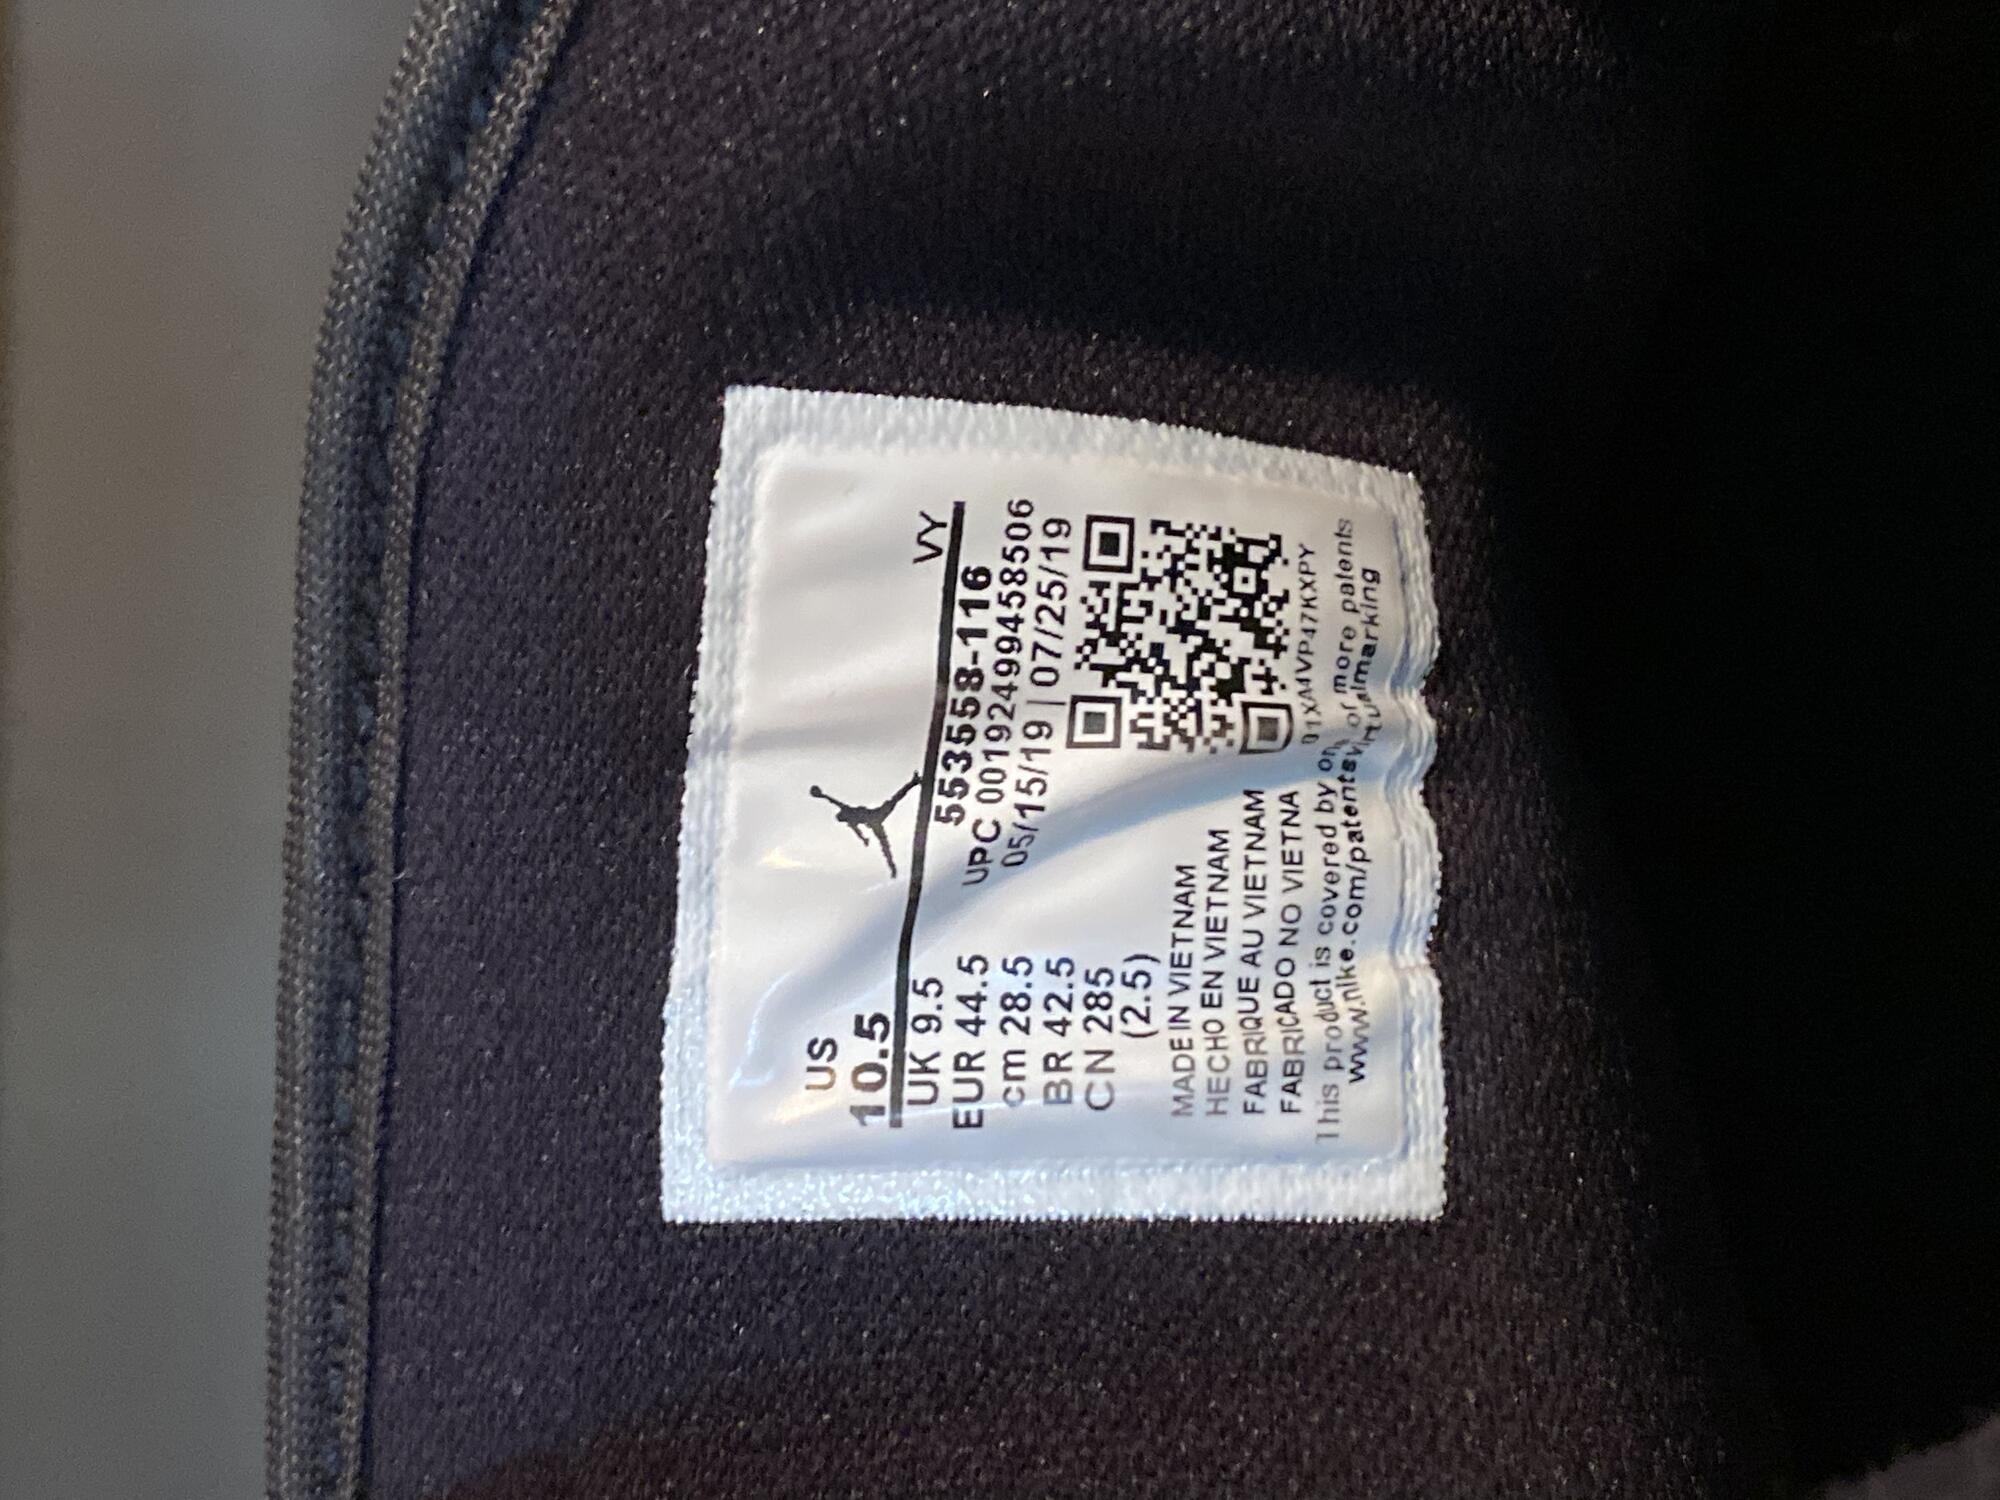 US
10.5
VY
UK 9.5
EUR 44.5
cm 28.5
BR 42.5
CN 285
(2.5)
553558-116
UPC 00192499458506
05/15/19 | 07/25/19
MADE IN VIETNAM
HECHO EN VIETNAM
FABRIQUE AU VIETNAM
FABRICADO NO VIETNA
01XA4VP47KXPY
This product is covered by one or more patents
www.nike.com/patentsvirtualmarking